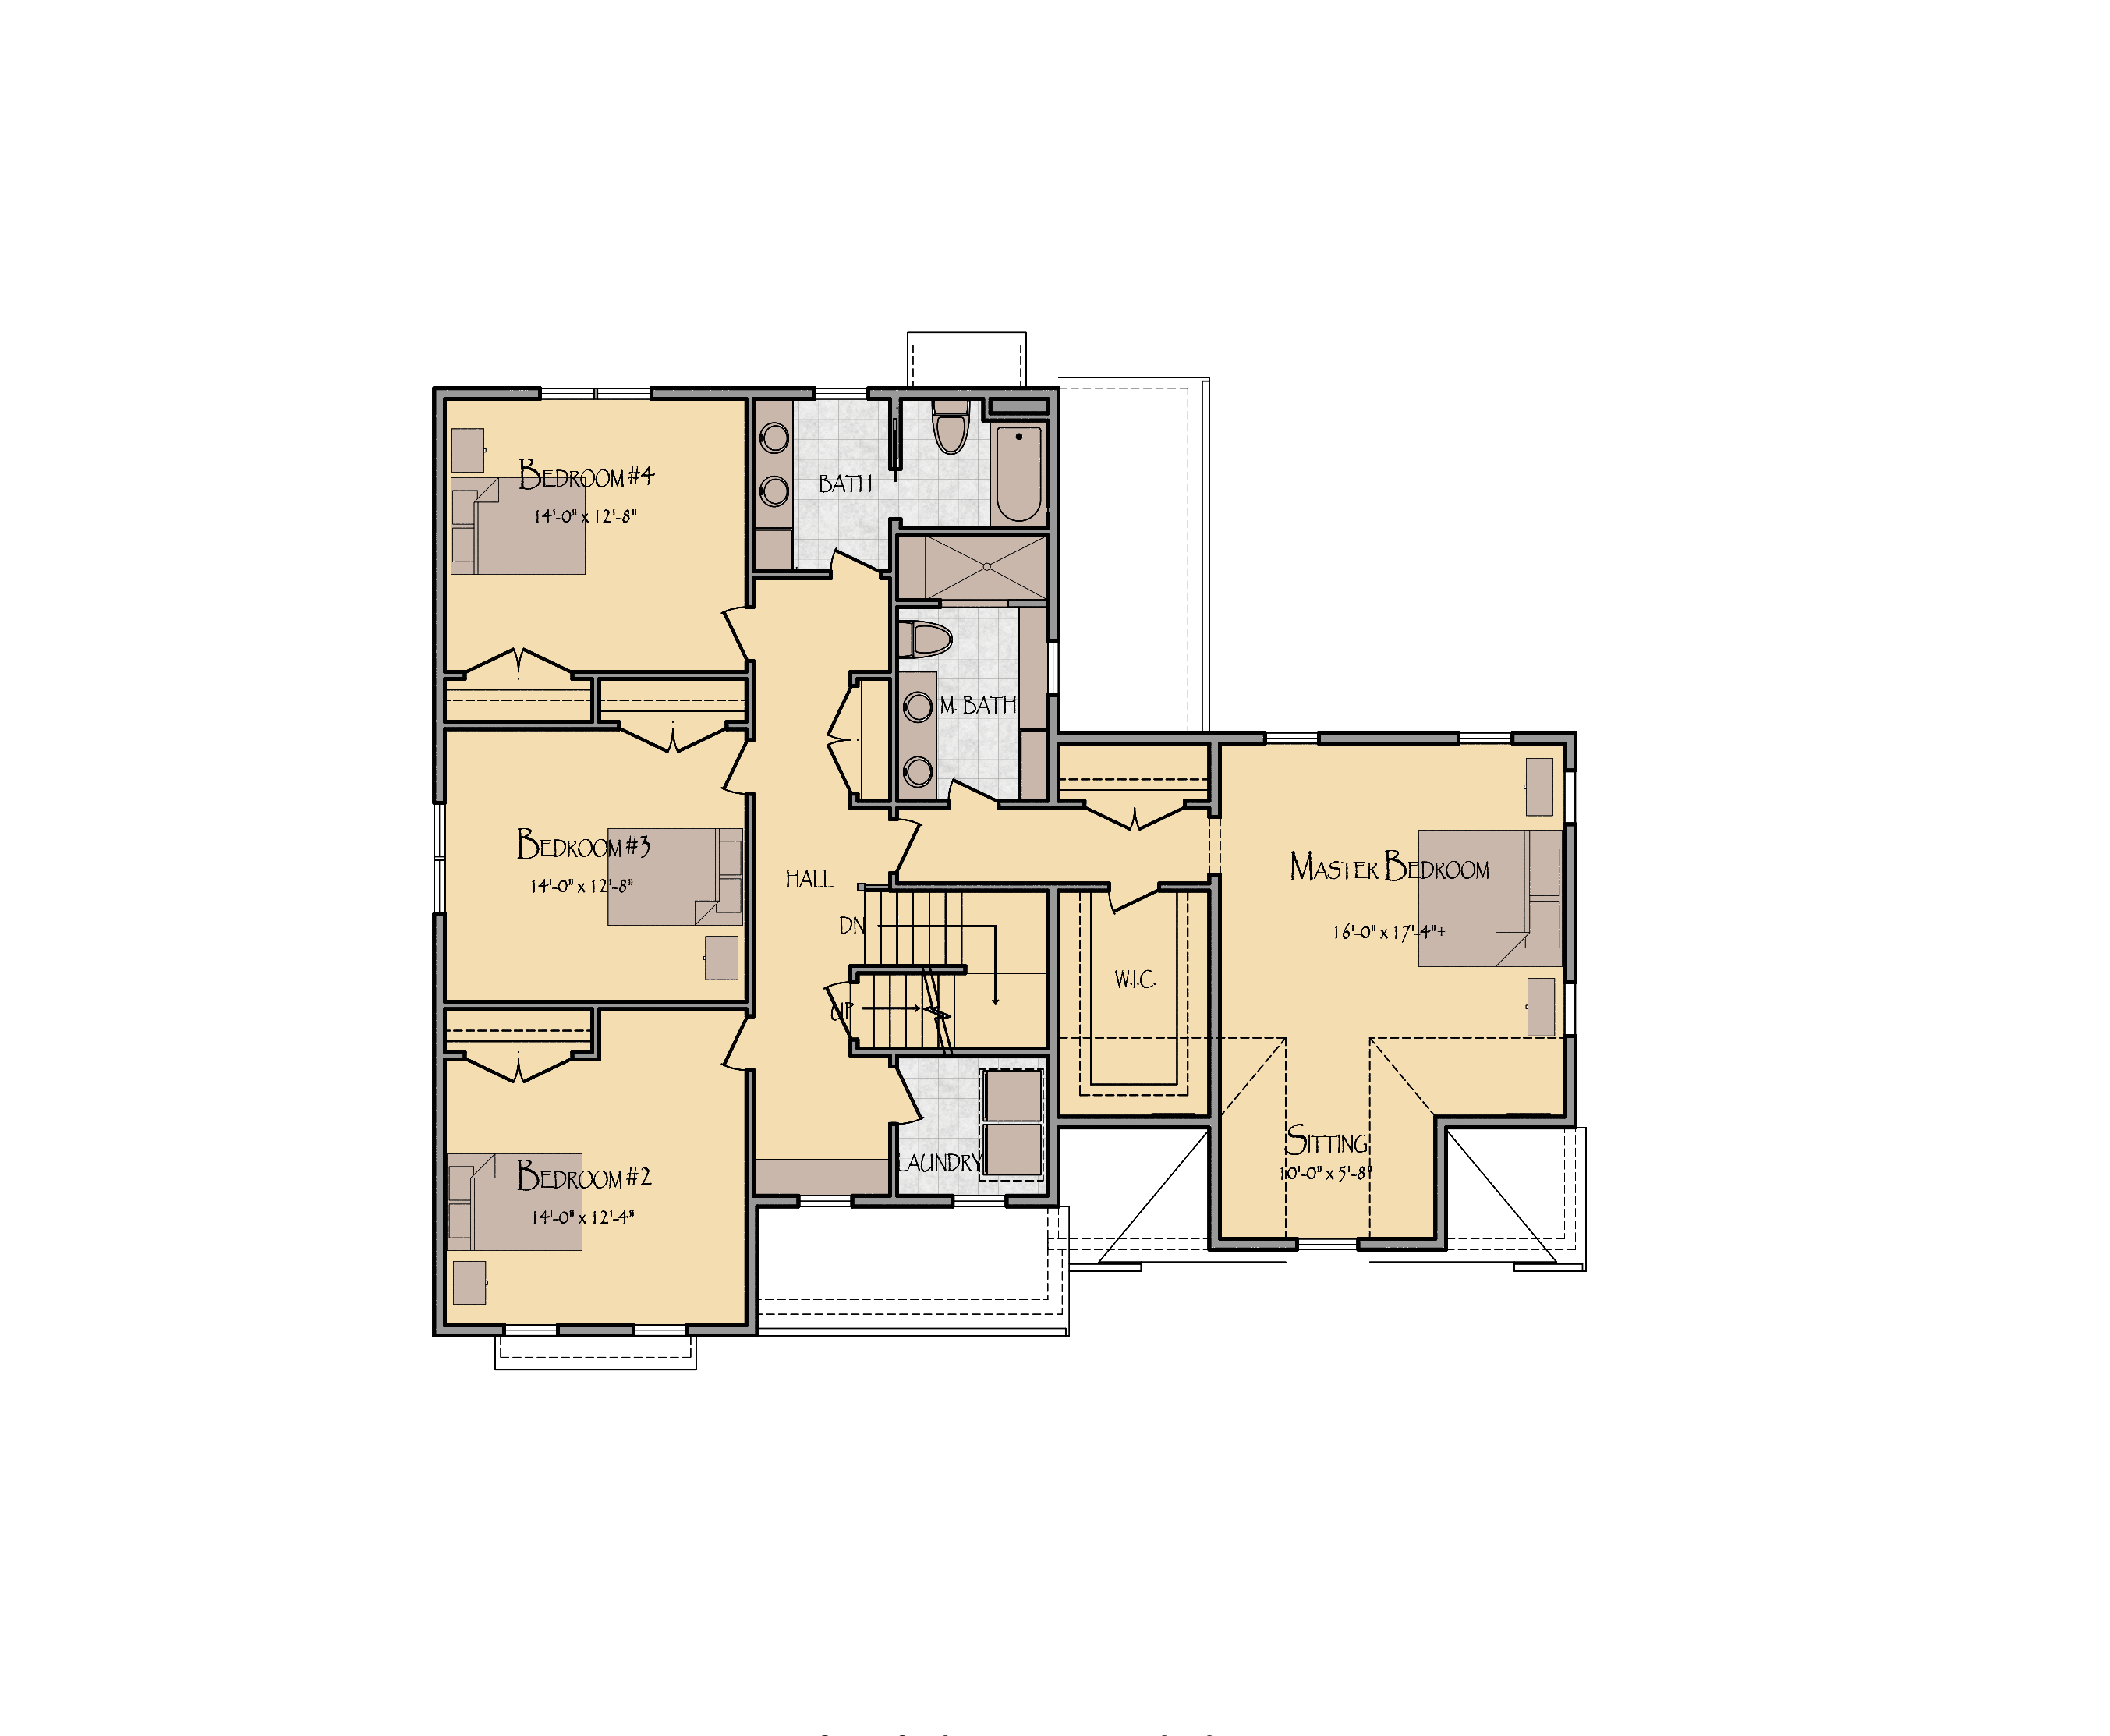 BEDROOM #4
14'-0" x 12'-8"
BATH
M. BATH
BEDROOM #3
14'-0" x 12'-8"
HALL
MASTER BEDROOM
16'-0" x 17'-4"+
DN
W.I.C.
UP
SITTING
10'-0" x 5'-8"
LAUNDRY
BEDROOM #2
14'-0" x 12'-4"